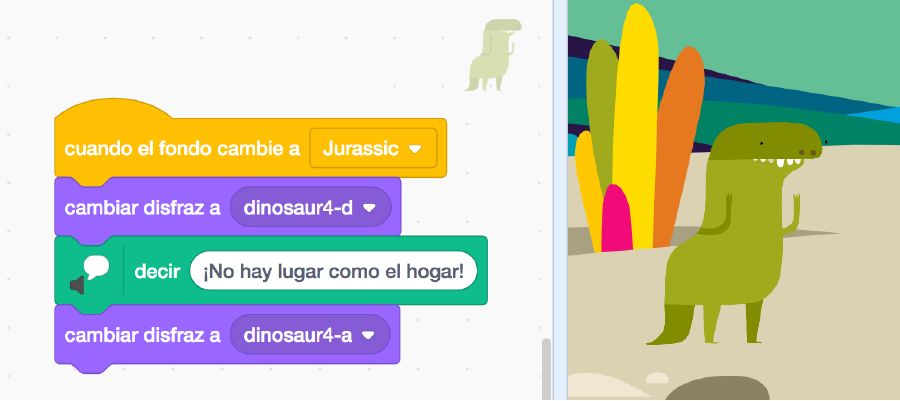 cuando el fondo cambie a Jurassic
cambiar disfraz a dinosaur4-d
decir ¡No hay lugar como el hogar!
cambiar disfraz a dinosaur4-a